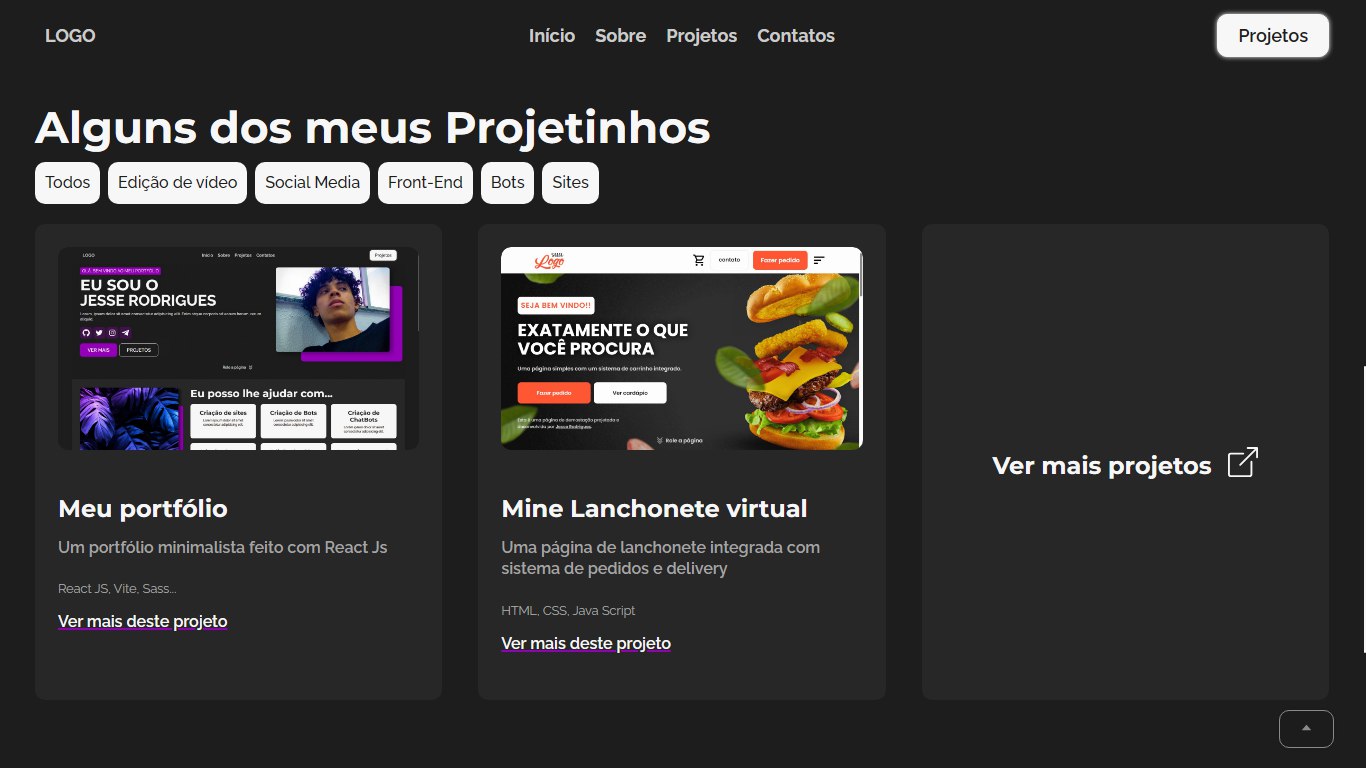 LOGO
Início Sobre Projetos Contatos
Projetos
Alguns dos meus Projetinhos
Todos Edição de vídeo Social Media Front-End Bots Sites
LOGO Início Sobre Projetos Contatos Projetos
OLÁ, SEM VINDO AO MEU PORTFÓLIO
EU SOU O
JESSE RODRIGUES
VER MAIS PROJETOS
Role a página
Eu posso lhe ajudar com...
Criação de sites
Criação de Bots
Criação de
ChatBots
Logo
contato
Fazer pedido
SEJA BEM VINDO!!
EXATAMENTE O QUE
VOCÊ PROCURA
Uma página simples com um sistema de carrinho integrado.
Fazer pedido Ver cardápio
Esta é uma página de demostação projetada e
desenvolvida por Jesse Rodrigues.
Role a página
Meu portfólio
Um portfólio minimalista feito com React Js
React JS, Vite, Sass...
Ver mais deste projeto
Mine Lanchonete virtual
Uma página de lanchonete integrada com
sistema de pedidos e delivery
HTML, CSS, Java Script
Ver mais deste projeto
Ver mais projetos